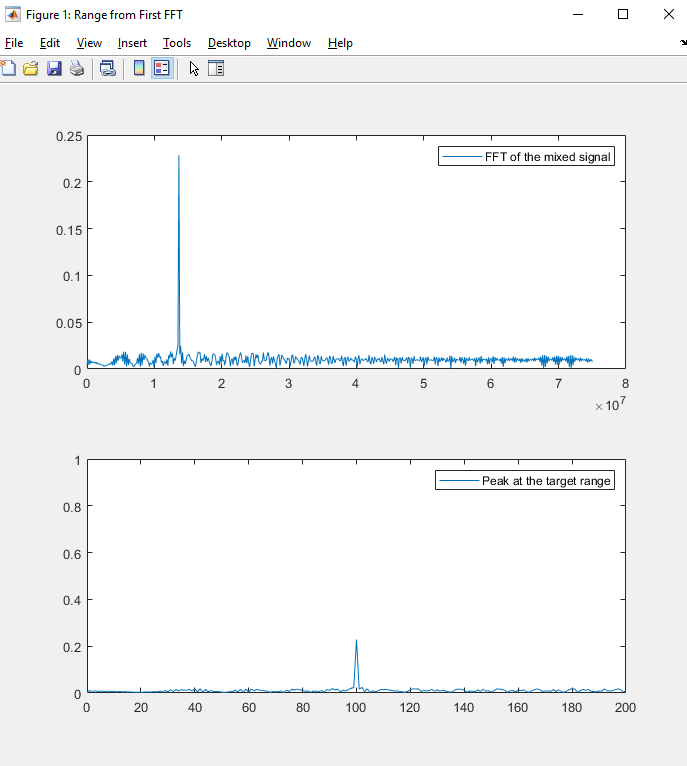 Figure 1: Range from First FFT
File Edit View Insert Tools Desktop Window Help
FFT of the mixed signal
0.25
0.2
0.15
0.1
0.05
0
0 1 2 3 4 5 6 7 8
×10^7
Peak at the target range
1
0.8
0.6
0.4
0.2
0
0 20 40 60 80 100 120 140 160 180 200